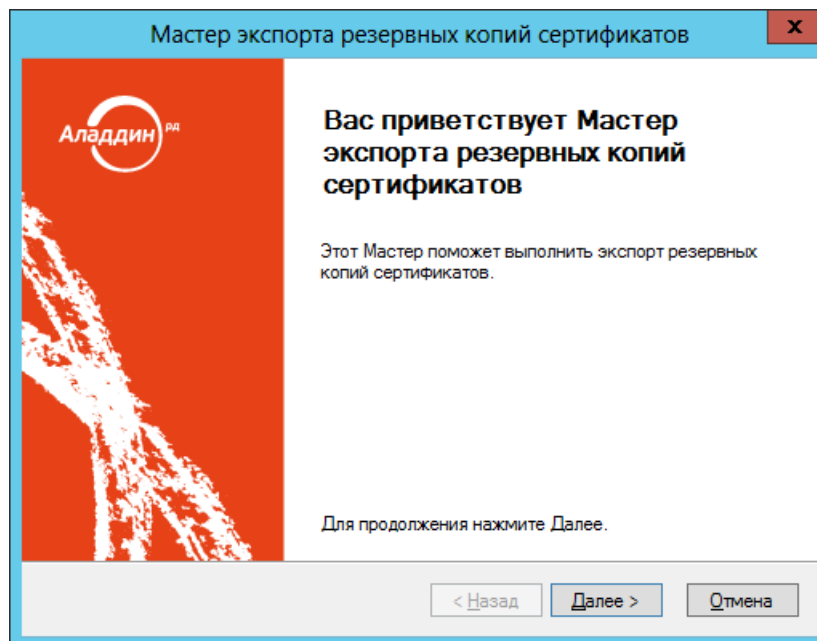 Мастер экспорта резервных копий сертификатов
x
Аладдин РД
Вас приветствует Мастер
экспорта резервных копий
сертификатов
Этот Мастер поможет выполнить экспорт резервных
копий сертификатов.
Для продолжения нажмите Далее.
< Назад
Далее >
Отмена